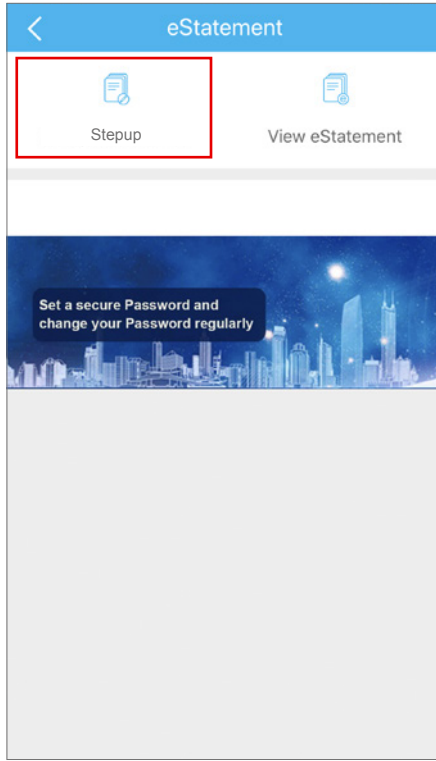 eStatement
Stepup
View eStatement
Set a secure Password and
change your Password regularly